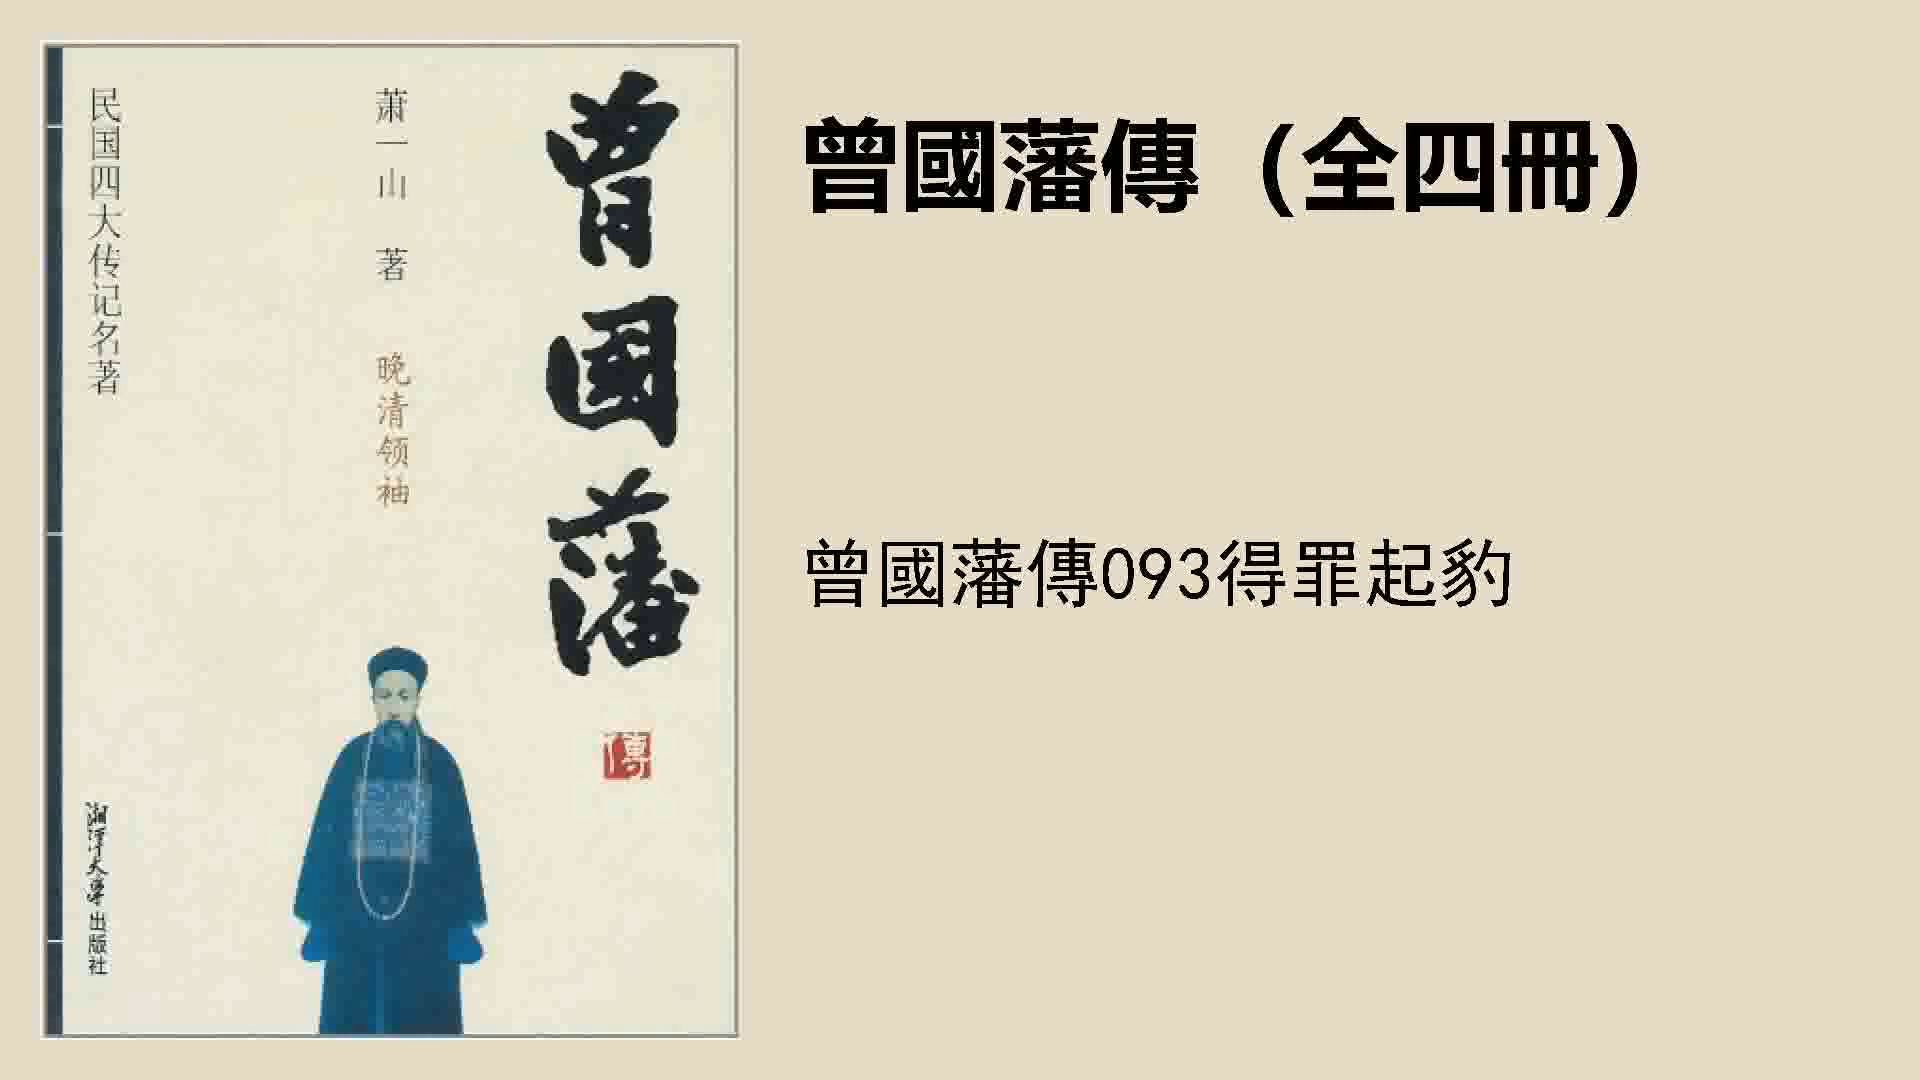 民国四大传记名著
萧一山 著
晚清领袖
曾國藩
傳
湘潭大學出版社
曾國藩傳（全四冊）
曾國藩傳093得罪起豹